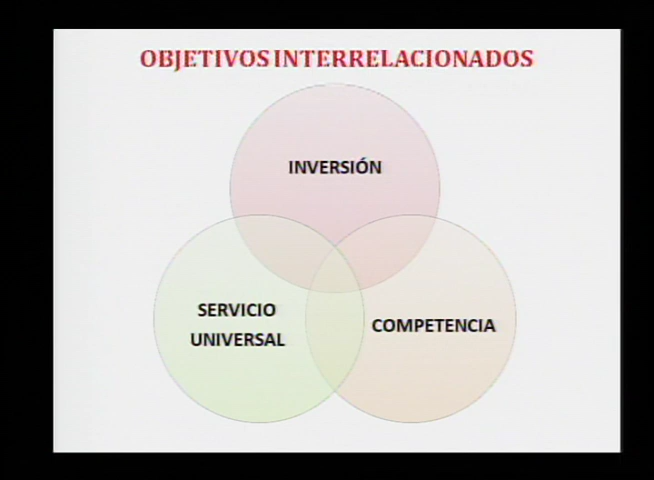 OBJETIVOS INTERRELACIONADOS
INVERSIÓN
SERVICIO
UNIVERSAL
COMPETENCIA